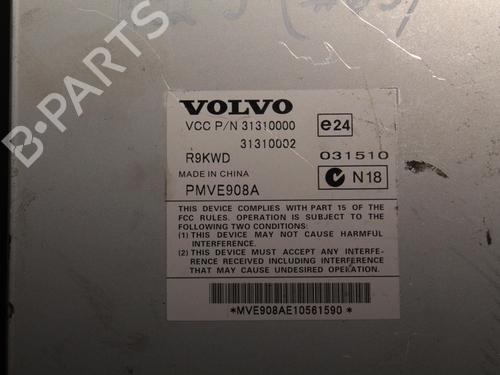 VOLVO
VCC P/N 31310000
e24
31310002
R9KWD
031510
MADE IN CHINA
N18
PMVE908A
THIS DEVICE COMPLIES WITH PART 15 OF THE
FCC RULES. OPERATION IS SUBJECT TO THE
FOLLOWING TWO CONDITIONS:
(1) THIS DEVICE MAY NOT CAUSE HARMFUL
INTERFERENCE.
(2) THIS DEVICE MUST ACCEPT ANY INTERFE-
RENCE RECEIVED INCLUDING INTERFERENCE
THAT MAY CAUSE UNDESIRED OPERATION.
*MVE908AE10561590*
B-PARTS